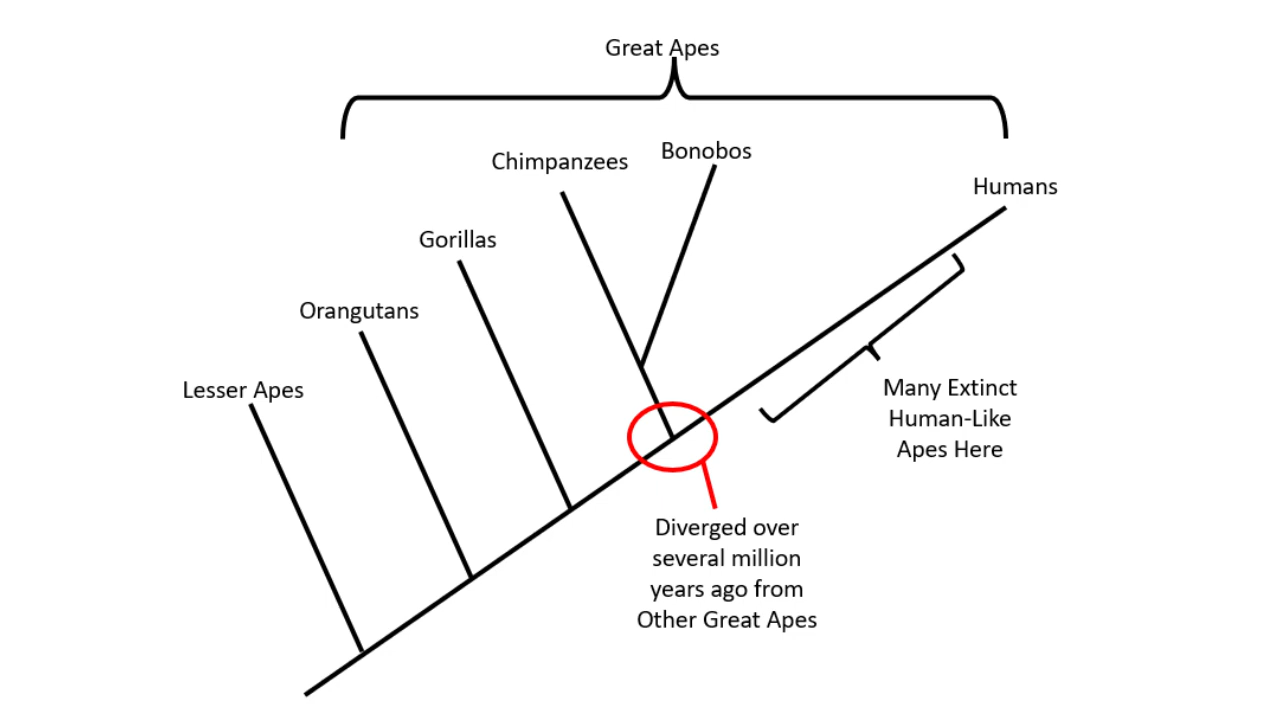 Great Apes
Chimpanzees
Bonobos
Humans
Gorillas
Orangutans
Lesser Apes
Many Extinct
Human-Like
Apes Here
Diverged over
several million
years ago from
Other Great Apes